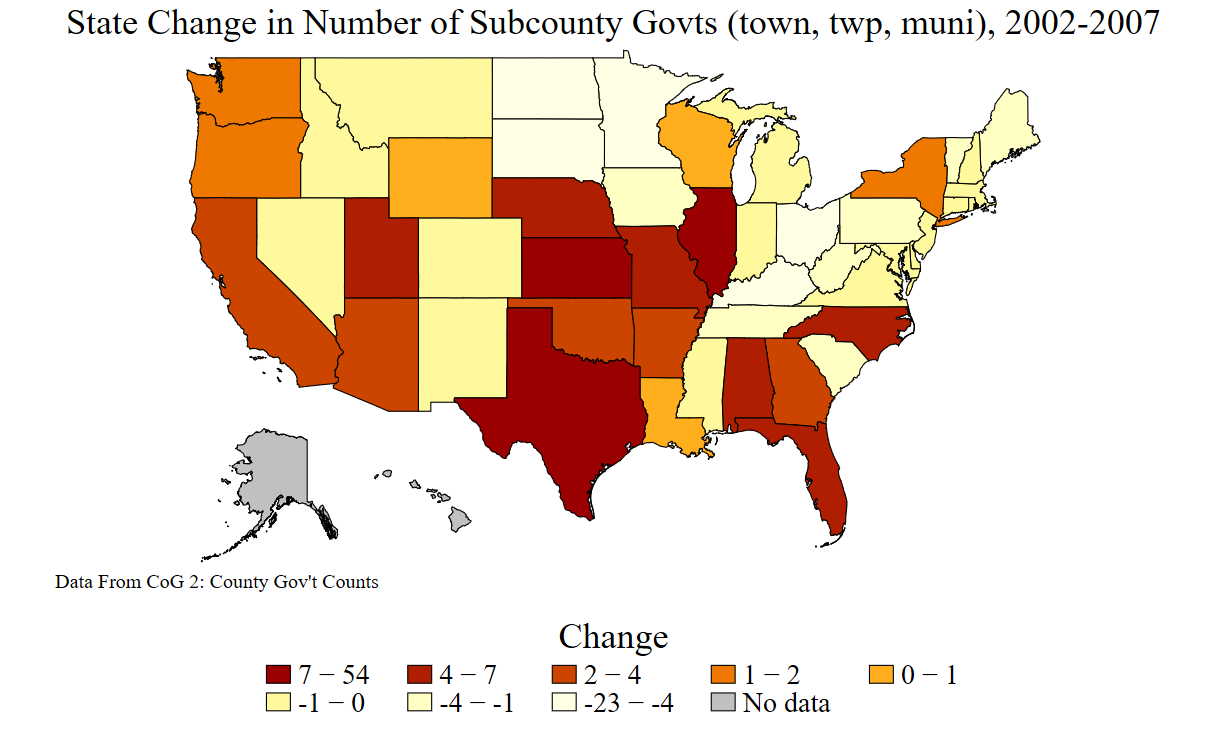 State Change in Number of Subcounty Govts (town, twp, muni), 2002-2007
Data From CoG 2: County Gov't Counts
Change
7 − 54 4 − 7 2 − 4 1 − 2 0 − 1
-1 − 0 -4 − -1 -23 − -4 No data